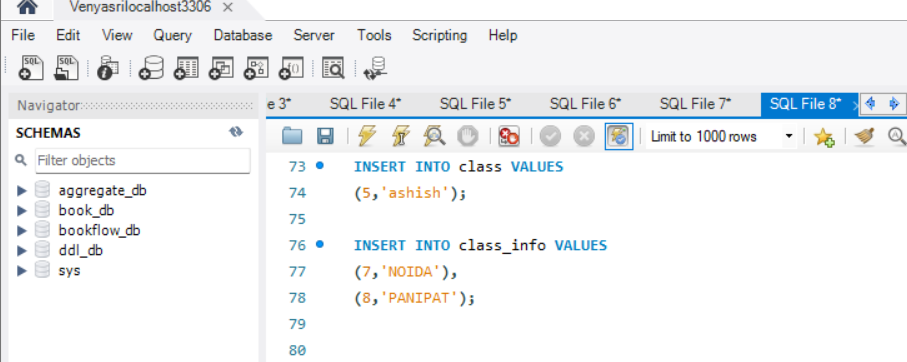 Venyasrilocalhost3306
File Edit View Query Database Server Tools Scripting Help
Navigator
e 3* SQL File 4* SQL File 5* SQL File 6* SQL File 7* SQL File 8*
SCHEMAS
Limit to 1000 rows
Filter objects
aggregate_db
book_db
bookflow_db
ddl_db
sys
73 INSERT INTO class VALUES
74 (5,'ashish');
75
76 INSERT INTO class_info VALUES
77 (7,'NOIDA'),
78 (8,'PANIPAT');
79
80